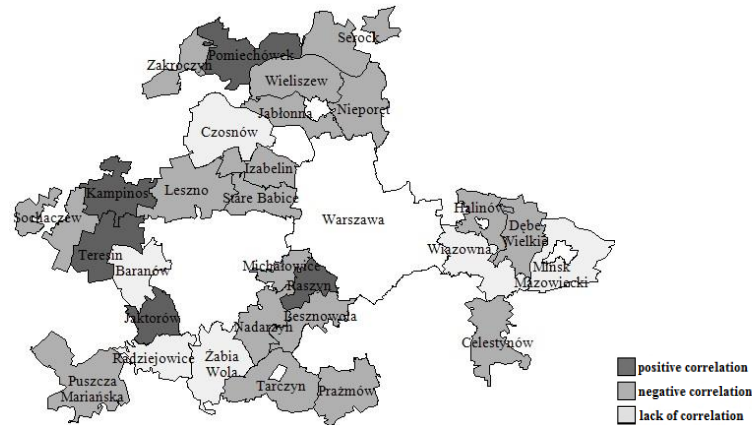 Serock
Pomiechówek
Zakroczyn
Wieliszew
Jabłonna
Nieporęt
Czosnów
Izabelin
Leszno
Stare Babice
Kampinos
Sochaczew
Warszawa
Halinów
Dębe
Wielkie
Wiązowna
Teresin
Baranów
Michałowice
Raszyn
Mińsk
Mazowiecki
Jaktorów
Lesznowola
Nadarzyn
Celestynów
Radziejowice
Żabia
Wola
Puszcza
Mariańska
Tarczyn
Prażmów
positive correlation
negative correlation
lack of correlation